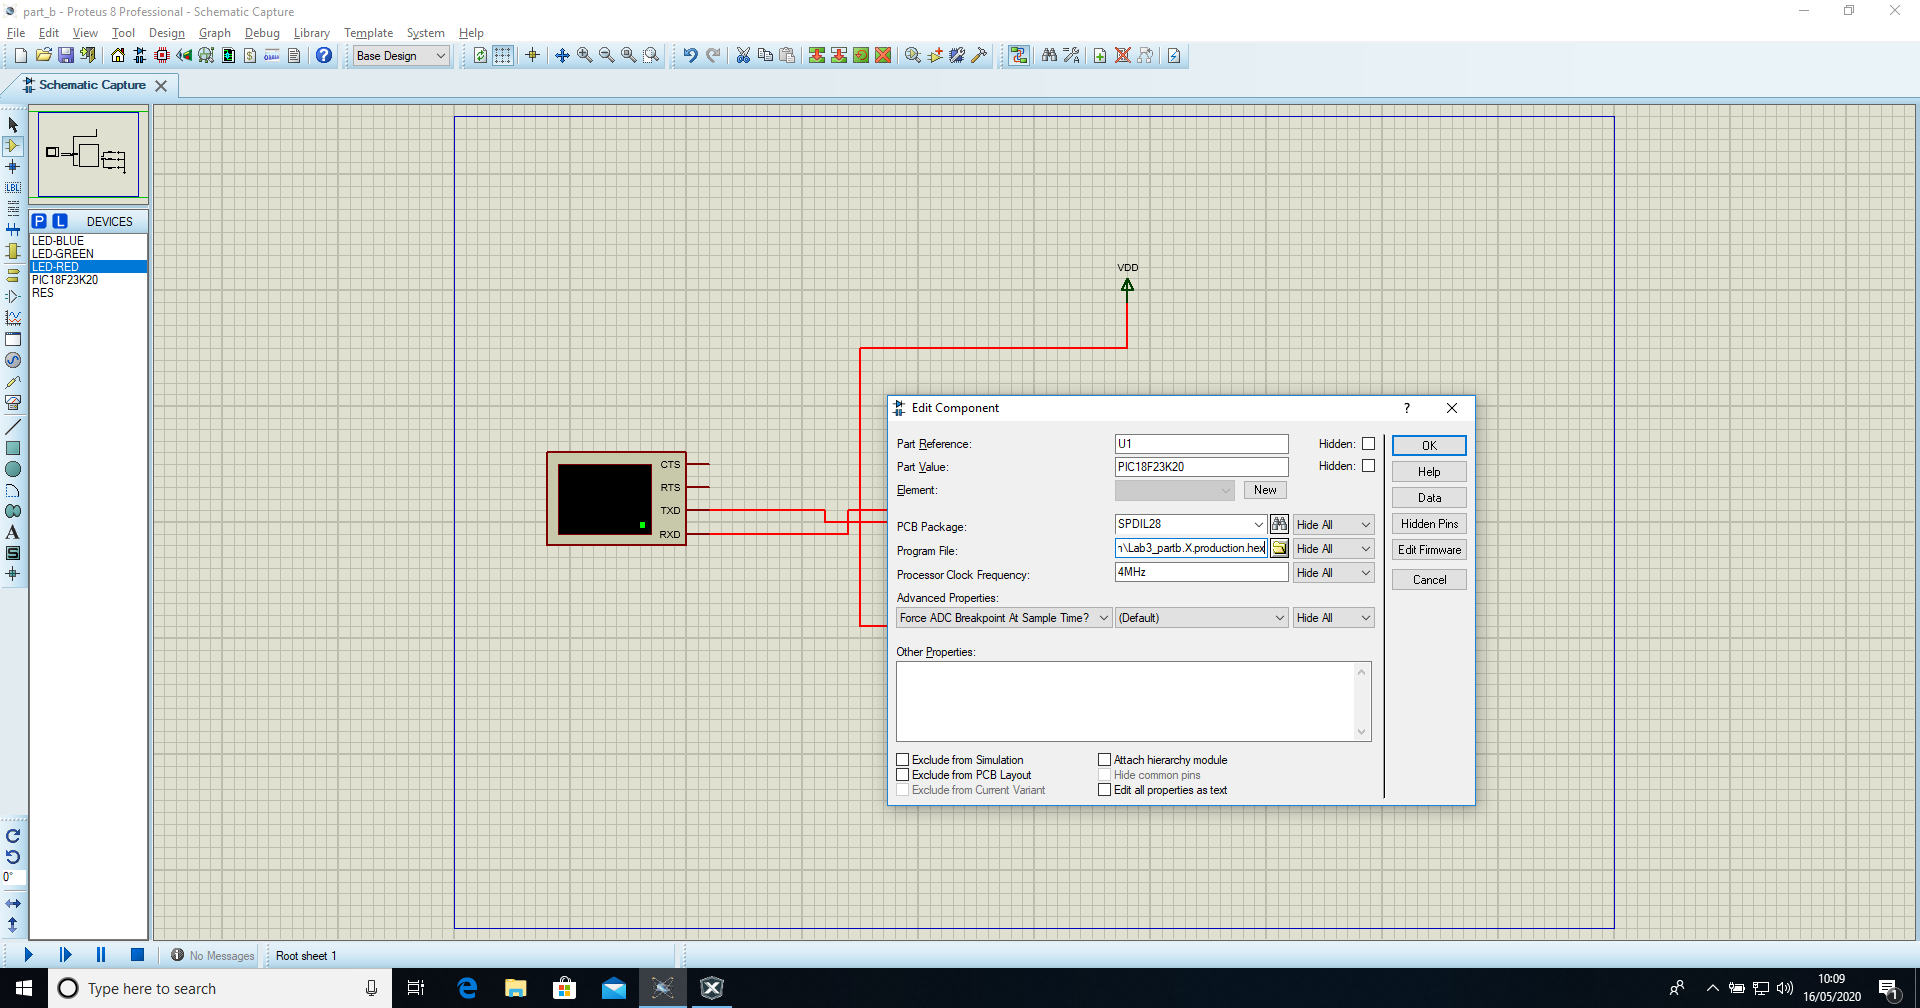 part_b - Proteus 8 Professional - Schematic Capture
File Edit View Tool Design Graph Debug Library Template System Help
Base Design
Schematic Capture
P L DEVICES
LED-BLUE
LED-GREEN
LED-RED
PIC18F23K20
RES
LBL
A
S
0°
VDD
CTS
RTS
TXD
RXD
Edit Component
?
Part Reference: U1 Hidden:
Part Value: PIC18F23K20 Hidden:
Element: New
PCB Package: SPDIL28 Hide All
Program File: \Lab3_partb.X.production.hex Hide All
Processor Clock Frequency: 4MHz Hide All
Advanced Properties:
Force ADC Breakpoint At Sample Time? (Default) Hide All
Other Properties:
Exclude from Simulation Attach hierarchy module
Exclude from PCB Layout Hide common pins
Exclude from Current Variant Edit all properties as text
OK
Help
Data
Hidden Pins
Edit Firmware
Cancel
No Messages Root sheet 1
Type here to search
10:09
16/05/2020
1